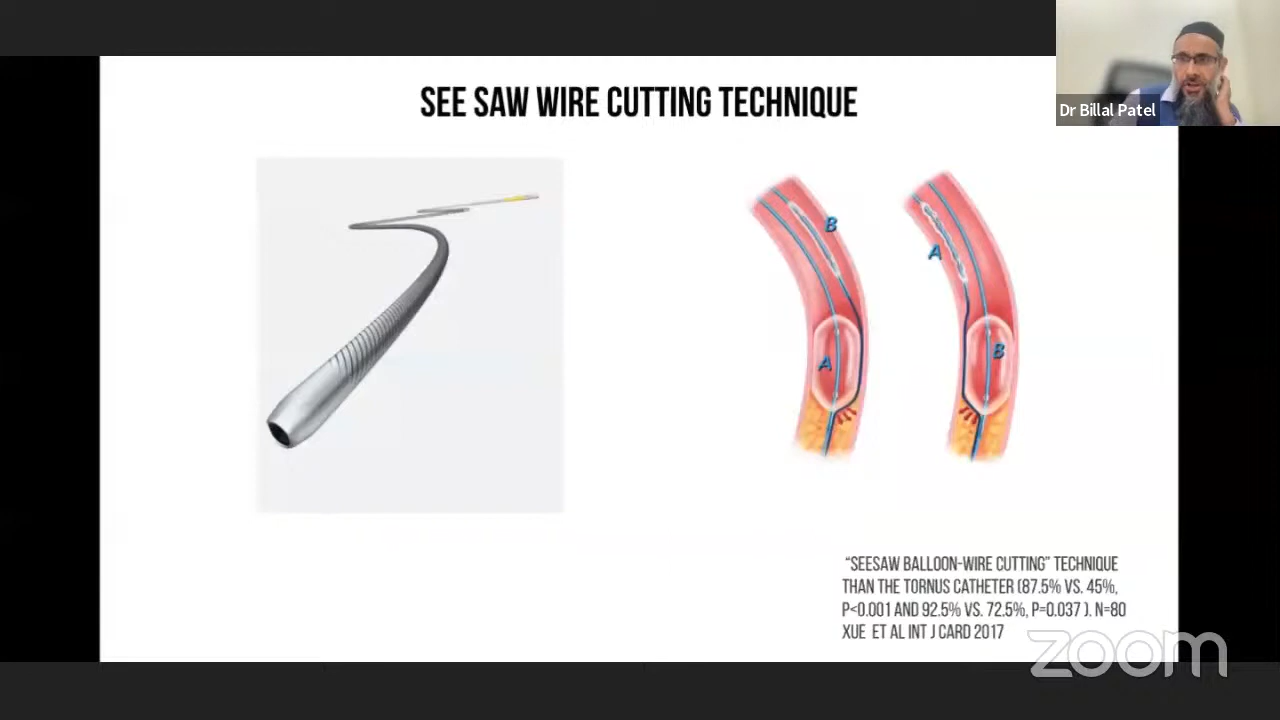 SEE SAW WIRE CUTTING TECHNIQUE
Dr Billal Patel
B
A
A
B
"SEESAW BALLOON-WIRE CUTTING" TECHNIQUE
THAN THE TORNUS CATHETER (87.5% VS. 45%,
P<0.001 AND 92.5% VS. 72.5%, P=0.037 ). N=80
XUE ET AL INT J CARD 2017
zoom